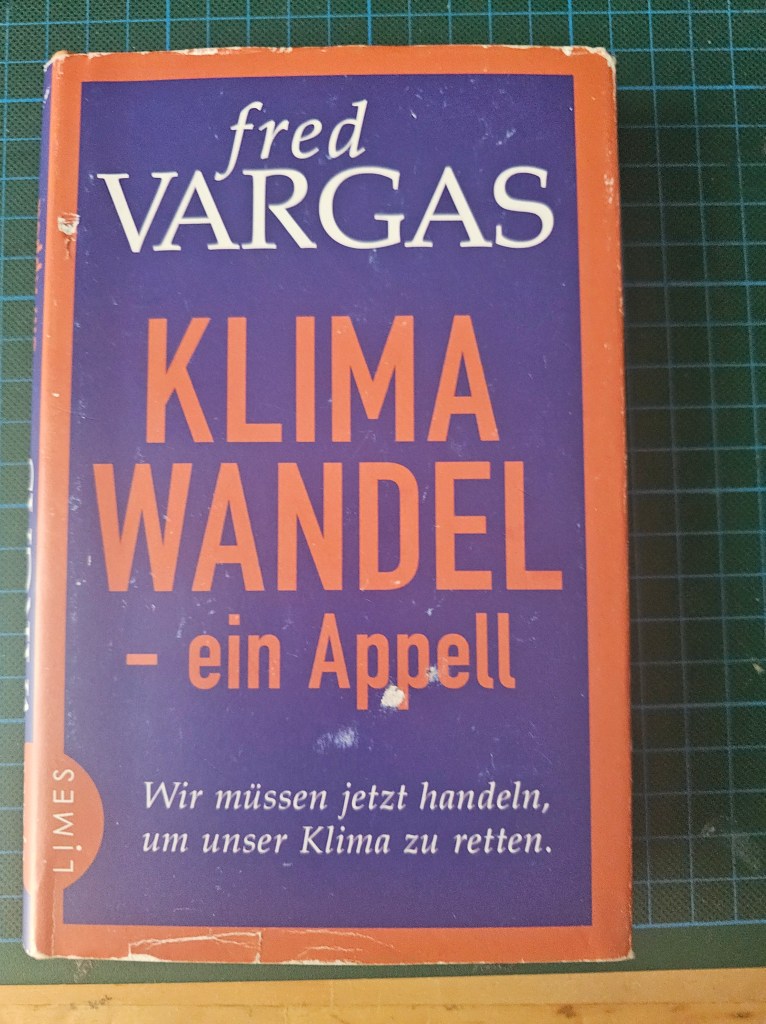 fred
VARGAS
KLIMA
WANDEL
– ein Appell
Wir müssen jetzt handeln,
um unser Klima zu retten.
LIMES